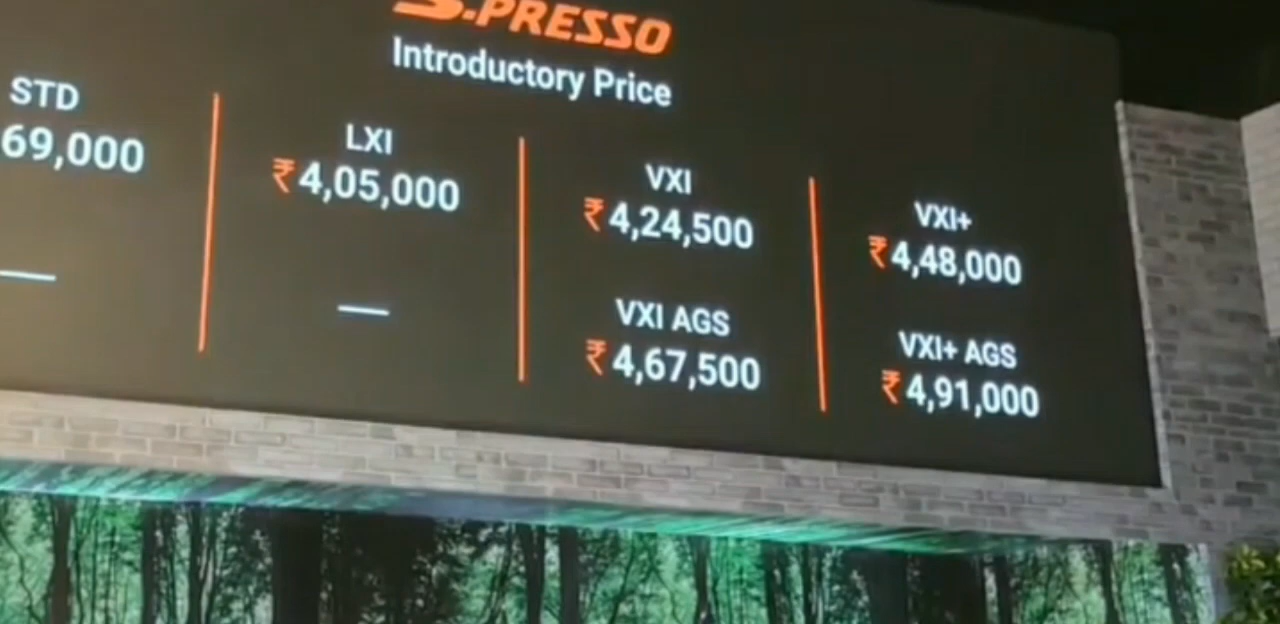 S.PRESSO
Introductory Price
STD
69,000
LXI
₹4,05,000
VXI
₹4,24,500
VXI AGS
₹4,67,500
VXI+
₹4,48,000
VXI+ AGS
₹4,91,000